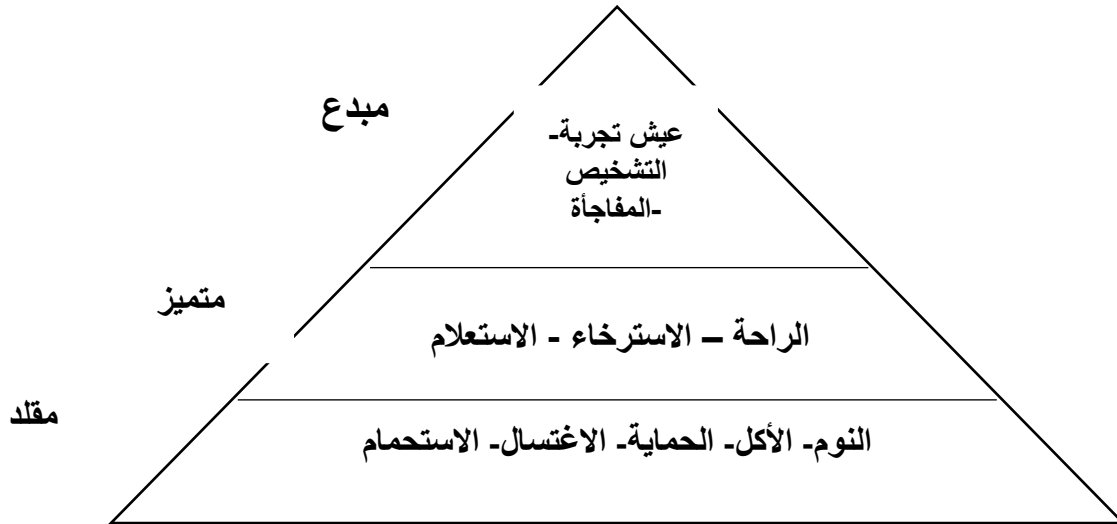 مبدع
عيش تجربة-
التشخيص
-المفاجأة
متميز
الراحة – الاسترخاء - الاستعلام
مقلد
النوم- الأكل- الحماية- الاغتسال- الاستحمام